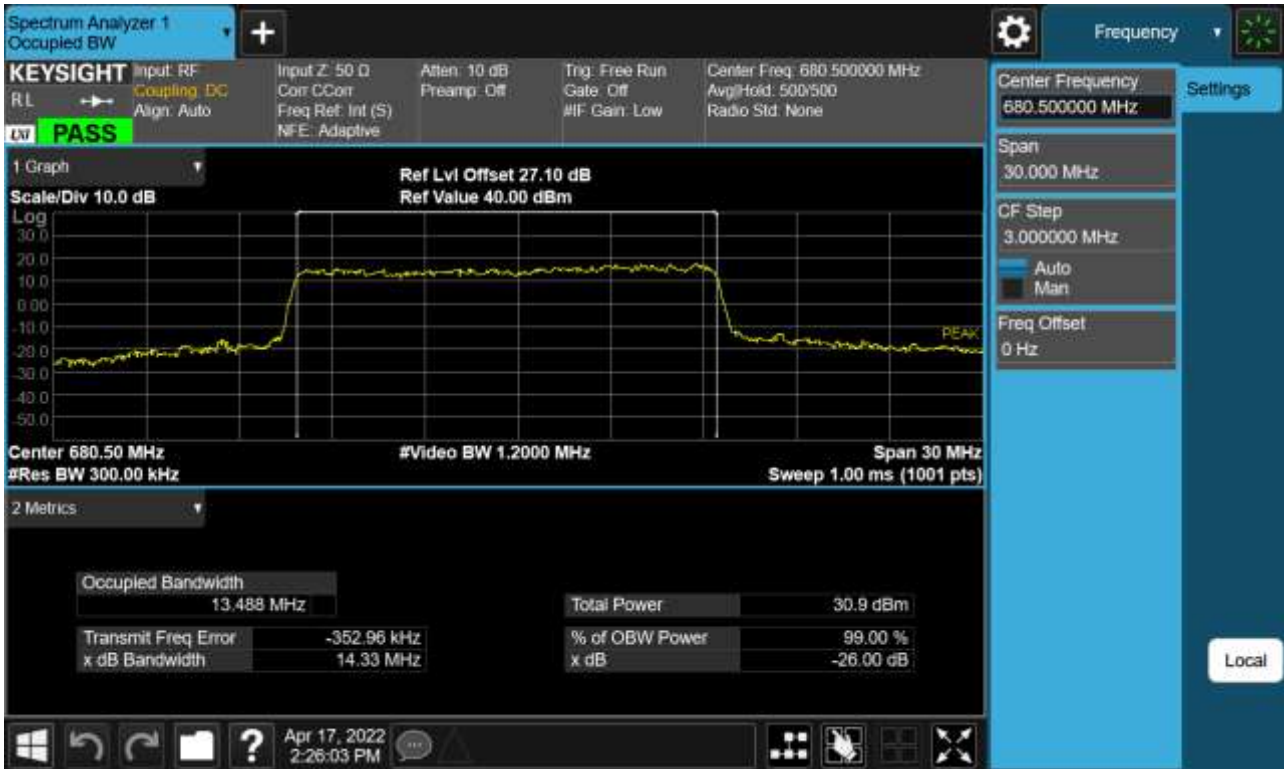 Spectrum Analyzer 1
Occupied BW
+
Frequency
KEYSIGHT
RL
LXI
PASS
Input: RF
Coupling: DC
Align: Auto
Input Z: 50 Ω
Corr CCorr
Freq Ref: Int (S)
NFE: Adaptive
Atten: 10 dB
Preamp: Off
Trig: Free Run
Gate: Off
#IF Gain: Low
Center Freq: 680.500000 MHz
Avg|Hold: 500/500
Radio Std: None
1 Graph
Scale/Div 10.0 dB
Ref Lvl Offset 27.10 dB
Ref Value 40.00 dBm
Log
30.0
20.0
10.0
0.00
-10.0
-20.0
-30.0
-40.0
-50.0
PEAK
Center 680.50 MHz
#Video BW 1.2000 MHz
Span 30 MHz
#Res BW 300.00 kHz
Sweep 1.00 ms (1001 pts)
2 Metrics
Occupied Bandwidth
13.488 MHz
Transmit Freq Error -352.96 kHz
x dB Bandwidth 14.33 MHz
Total Power 30.9 dBm
% of OBW Power 99.00 %
x dB -26.00 dB
Center Frequency
680.500000 MHz
Span
30.000 MHz
CF Step
3.000000 MHz
Auto
Man
Freq Offset
0 Hz
Settings
Local
?
Apr 17, 2022
2:26:03 PM